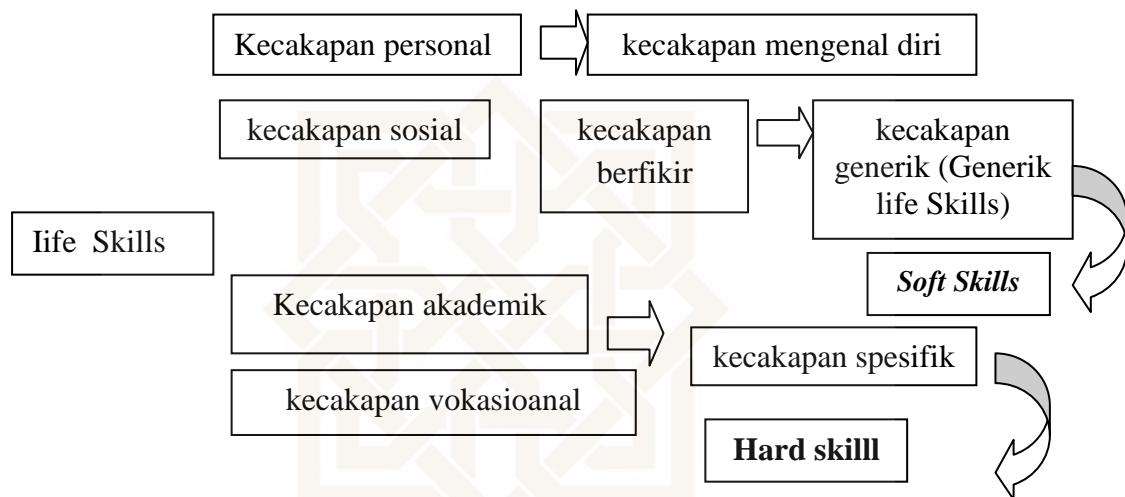 Kecakapan personal
kecakapan mengenal diri
kecakapan sosial
kecakapan
berfikir
kecakapan
generik (Generik
life Skills)
Iife Skills
Soft Skills
Kecakapan akademik
kecakapan spesifik
kecakapan vokasioanal
Hard skilll